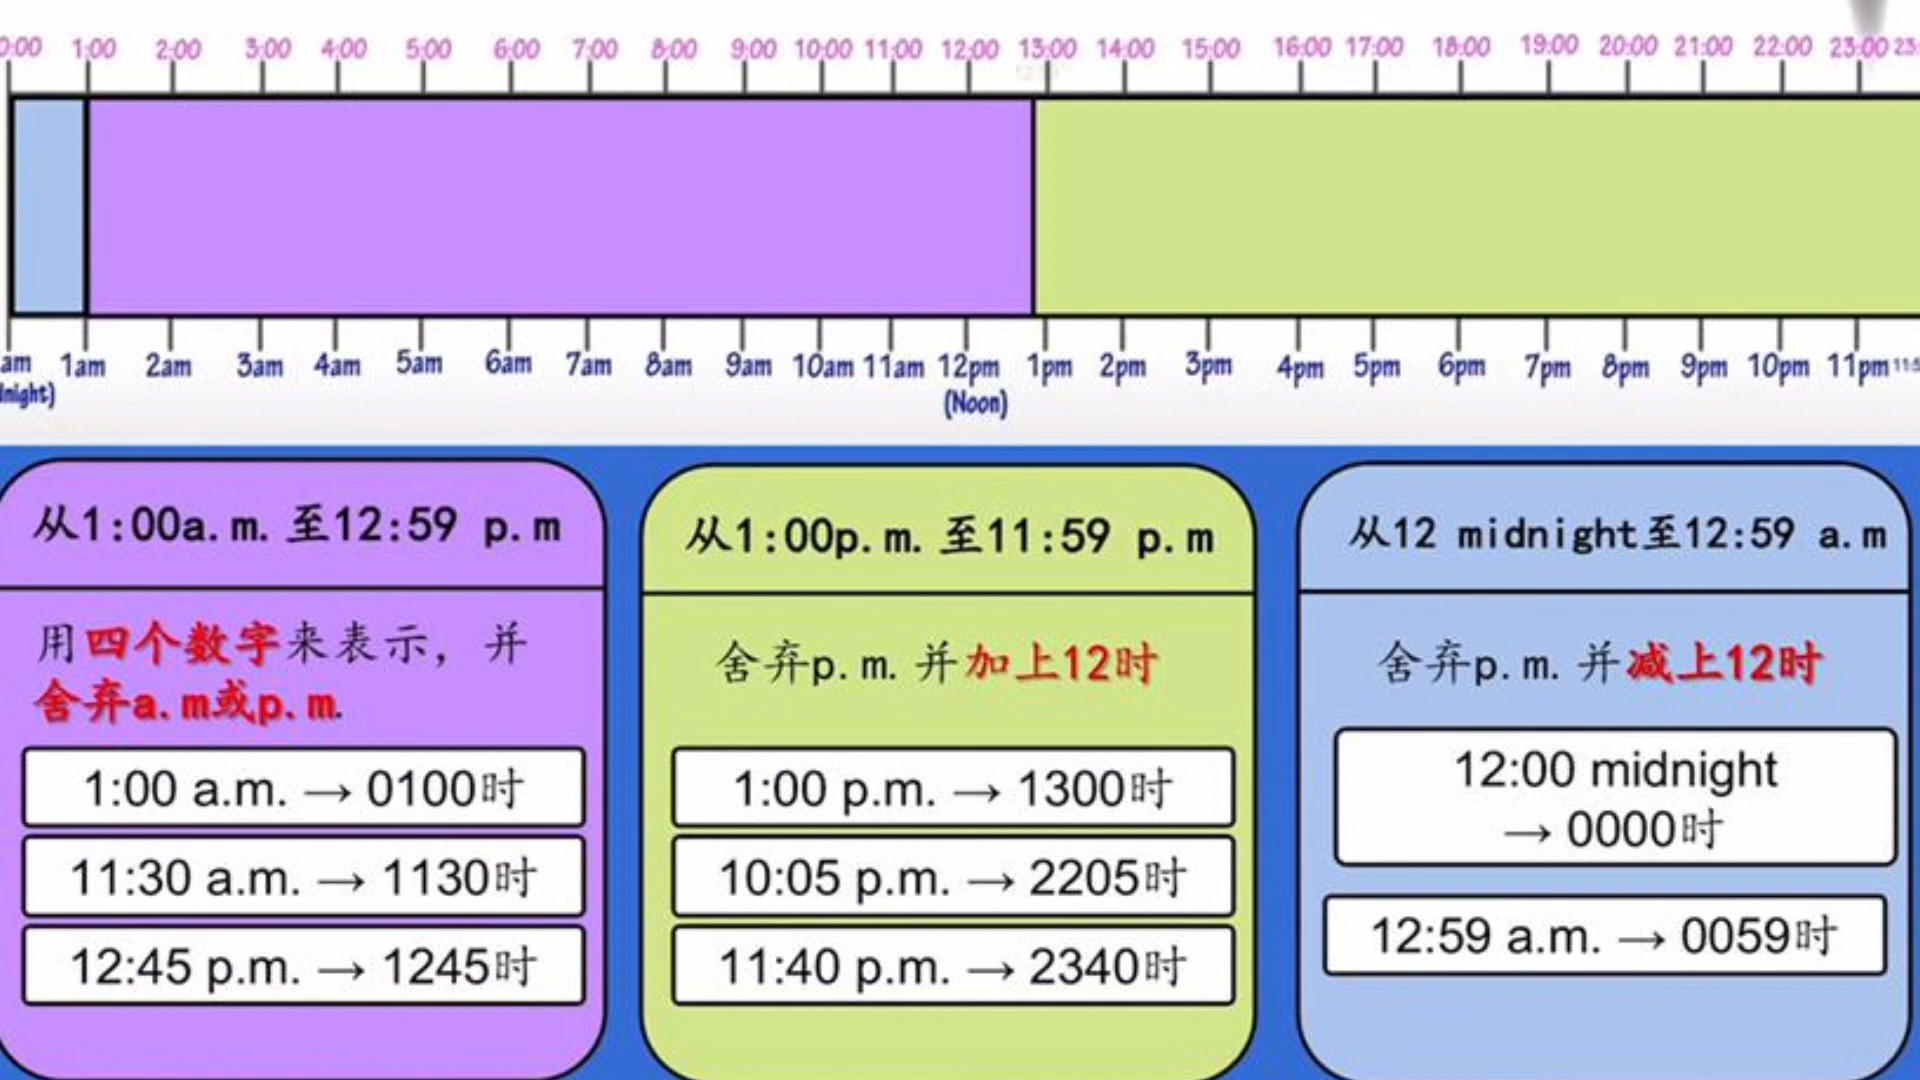 0:00 1:00 2:00 3:00 4:00 5:00 6:00 7:00 8:00 9:00 10:00 11:00 12:00 13:00 14:00 15:00 16:00 17:00 18:00 19:00 20:00 21:00 22:00 23:00 23:
am 1am 2am 3am 4am 5am 6am 7am 8am 9am 10am 11am 12pm 1pm 2pm 3pm 4pm 5pm 6pm 7pm 8pm 9pm 10pm 11pm 11:5
night) (Noon)
从1:00a.m.至12:59 p.m
用四个数字来表示，并
舍弃a.m或p.m.
1:00 a.m. → 0100时
11:30 a.m. → 1130时
12:45 p.m. → 1245时
从1:00p.m.至11:59 p.m
舍弃p.m.并加上12时
1:00 p.m. → 1300时
10:05 p.m. → 2205时
11:40 p.m. → 2340时
从12 midnight至12:59 a.m
舍弃p.m.并减上12时
12:00 midnight
→ 0000时
12:59 a.m. → 0059时